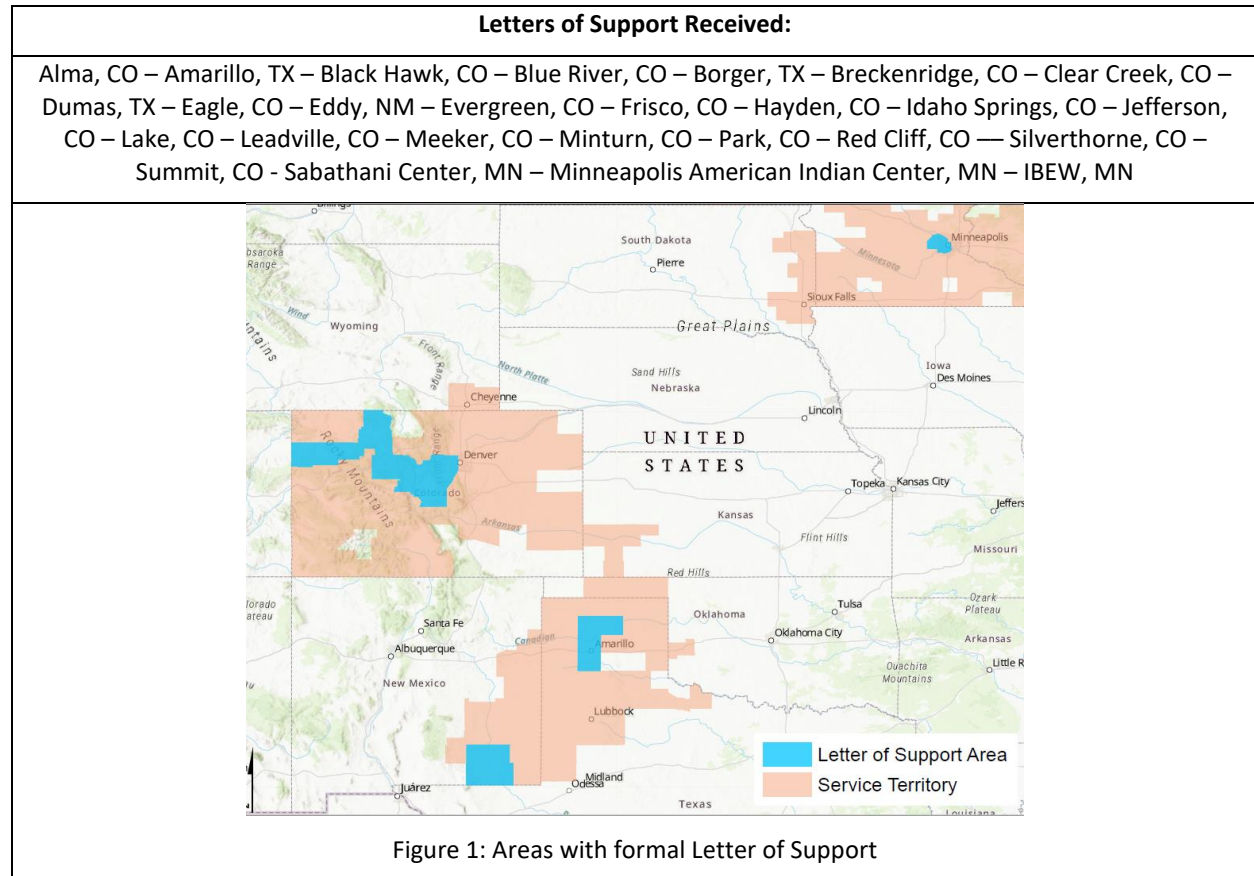 Letters of Support Received:
Alma, CO – Amarillo, TX – Black Hawk, CO – Blue River, CO – Borger, TX – Breckenridge, CO – Clear Creek, CO –
Dumas, TX – Eagle, CO – Eddy, NM – Evergreen, CO – Frisco, CO – Hayden, CO – Idaho Springs, CO – Jefferson,
CO – Lake, CO – Leadville, CO – Meeker, CO – Minturn, CO – Park, CO – Red Cliff, CO –– Silverthorne, CO –
Summit, CO - Sabathani Center, MN – Minneapolis American Indian Center, MN – IBEW, MN
South Dakota
Minneapolis
Range
Pierre
Minnesota
Sioux Falls
Wind
Wyoming
Great Plains
Front Range
North Platte
Sand Hills
Nebraska
Iowa
Des Moines
Cheyenne
Lincoln
UNITED
STATES
Rocky Mountains
Denver
Colorado
Topeka
Kansas City
Arkansas
Kansas
Flint Hills
Missouri
Red Hills
Plateau
Ozark
Santa Fe
Oklahoma
Tulsa
Canadian
Amarillo
Oklahoma City
Arkansas
Albuquerque
Ouachita
Mountains
New Mexico
Lubbock
Letter of Support Area
Service Territory
Midland
Odessa
Juárez
Texas
Figure 1: Areas with formal Letter of Support